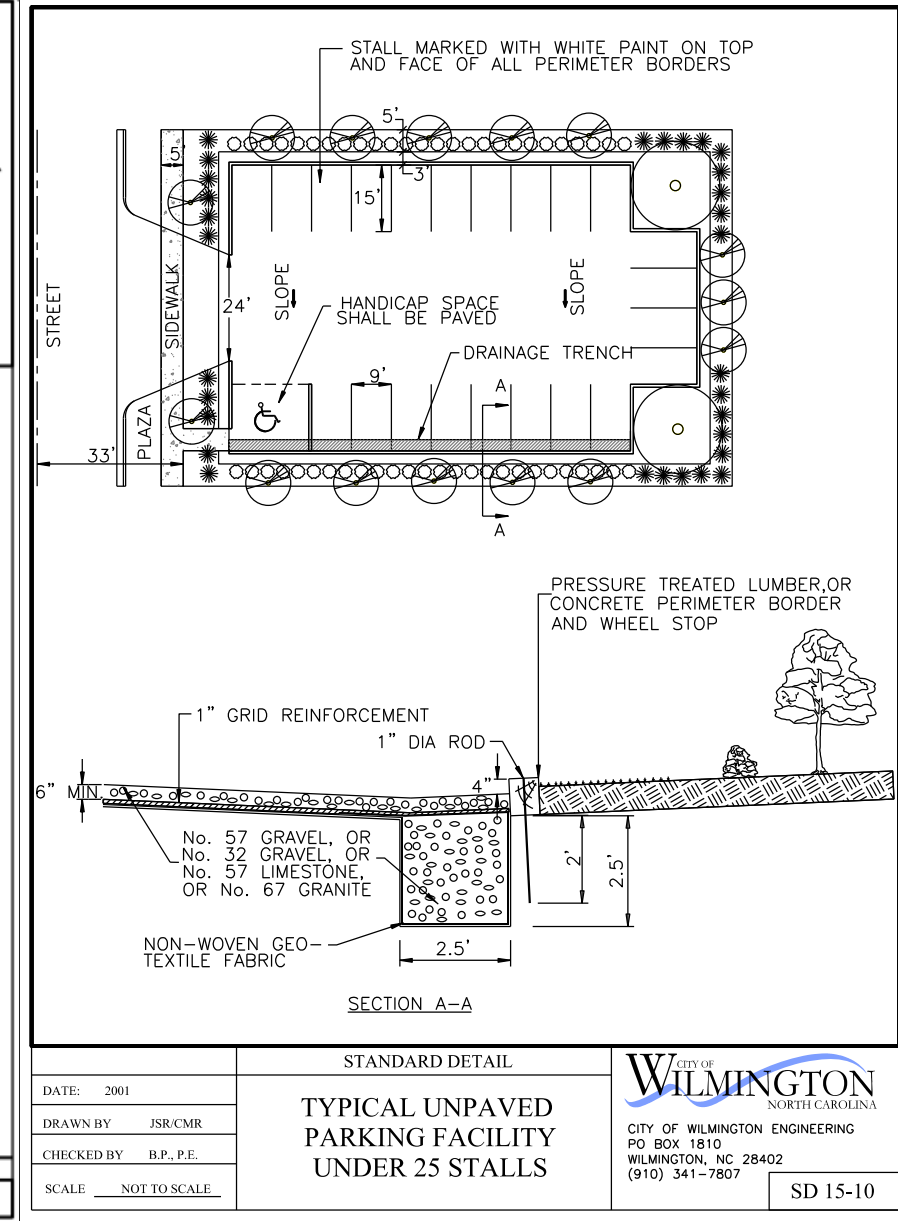 STALL MARKED WITH WHITE PAINT ON TOP
AND FACE OF ALL PERIMETER BORDERS
5'
5'
3'
15'
STREET
SIDEWALK
SLOPE
SLOPE
24'
HANDICAP SPACE
SHALL BE PAVED
DRAINAGE TRENCH
9'
A
PLAZA
33'
A
PRESSURE TREATED LUMBER,OR
CONCRETE PERIMETER BORDER
AND WHEEL STOP
1" GRID REINFORCEMENT
1" DIA ROD
6" MIN.
4"
No. 57 GRAVEL, OR
No. 32 GRAVEL, OR
No. 57 LIMESTONE,
OR No. 67 GRANITE
2'
2.5'
NON-WOVEN GEO-
TEXTILE FABRIC
2.5'
SECTION A-A
DATE: 2001
DRAWN BY JSR/CMR
CHECKED BY B.P., P.E.
SCALE NOT TO SCALE
STANDARD DETAIL
TYPICAL UNPAVED
PARKING FACILITY
UNDER 25 STALLS
CITY OF
WILMINGTON
NORTH CAROLINA
CITY OF WILMINGTON ENGINEERING
PO BOX 1810
WILMINGTON, NC 28402
(910) 341-7807
SD 15-10